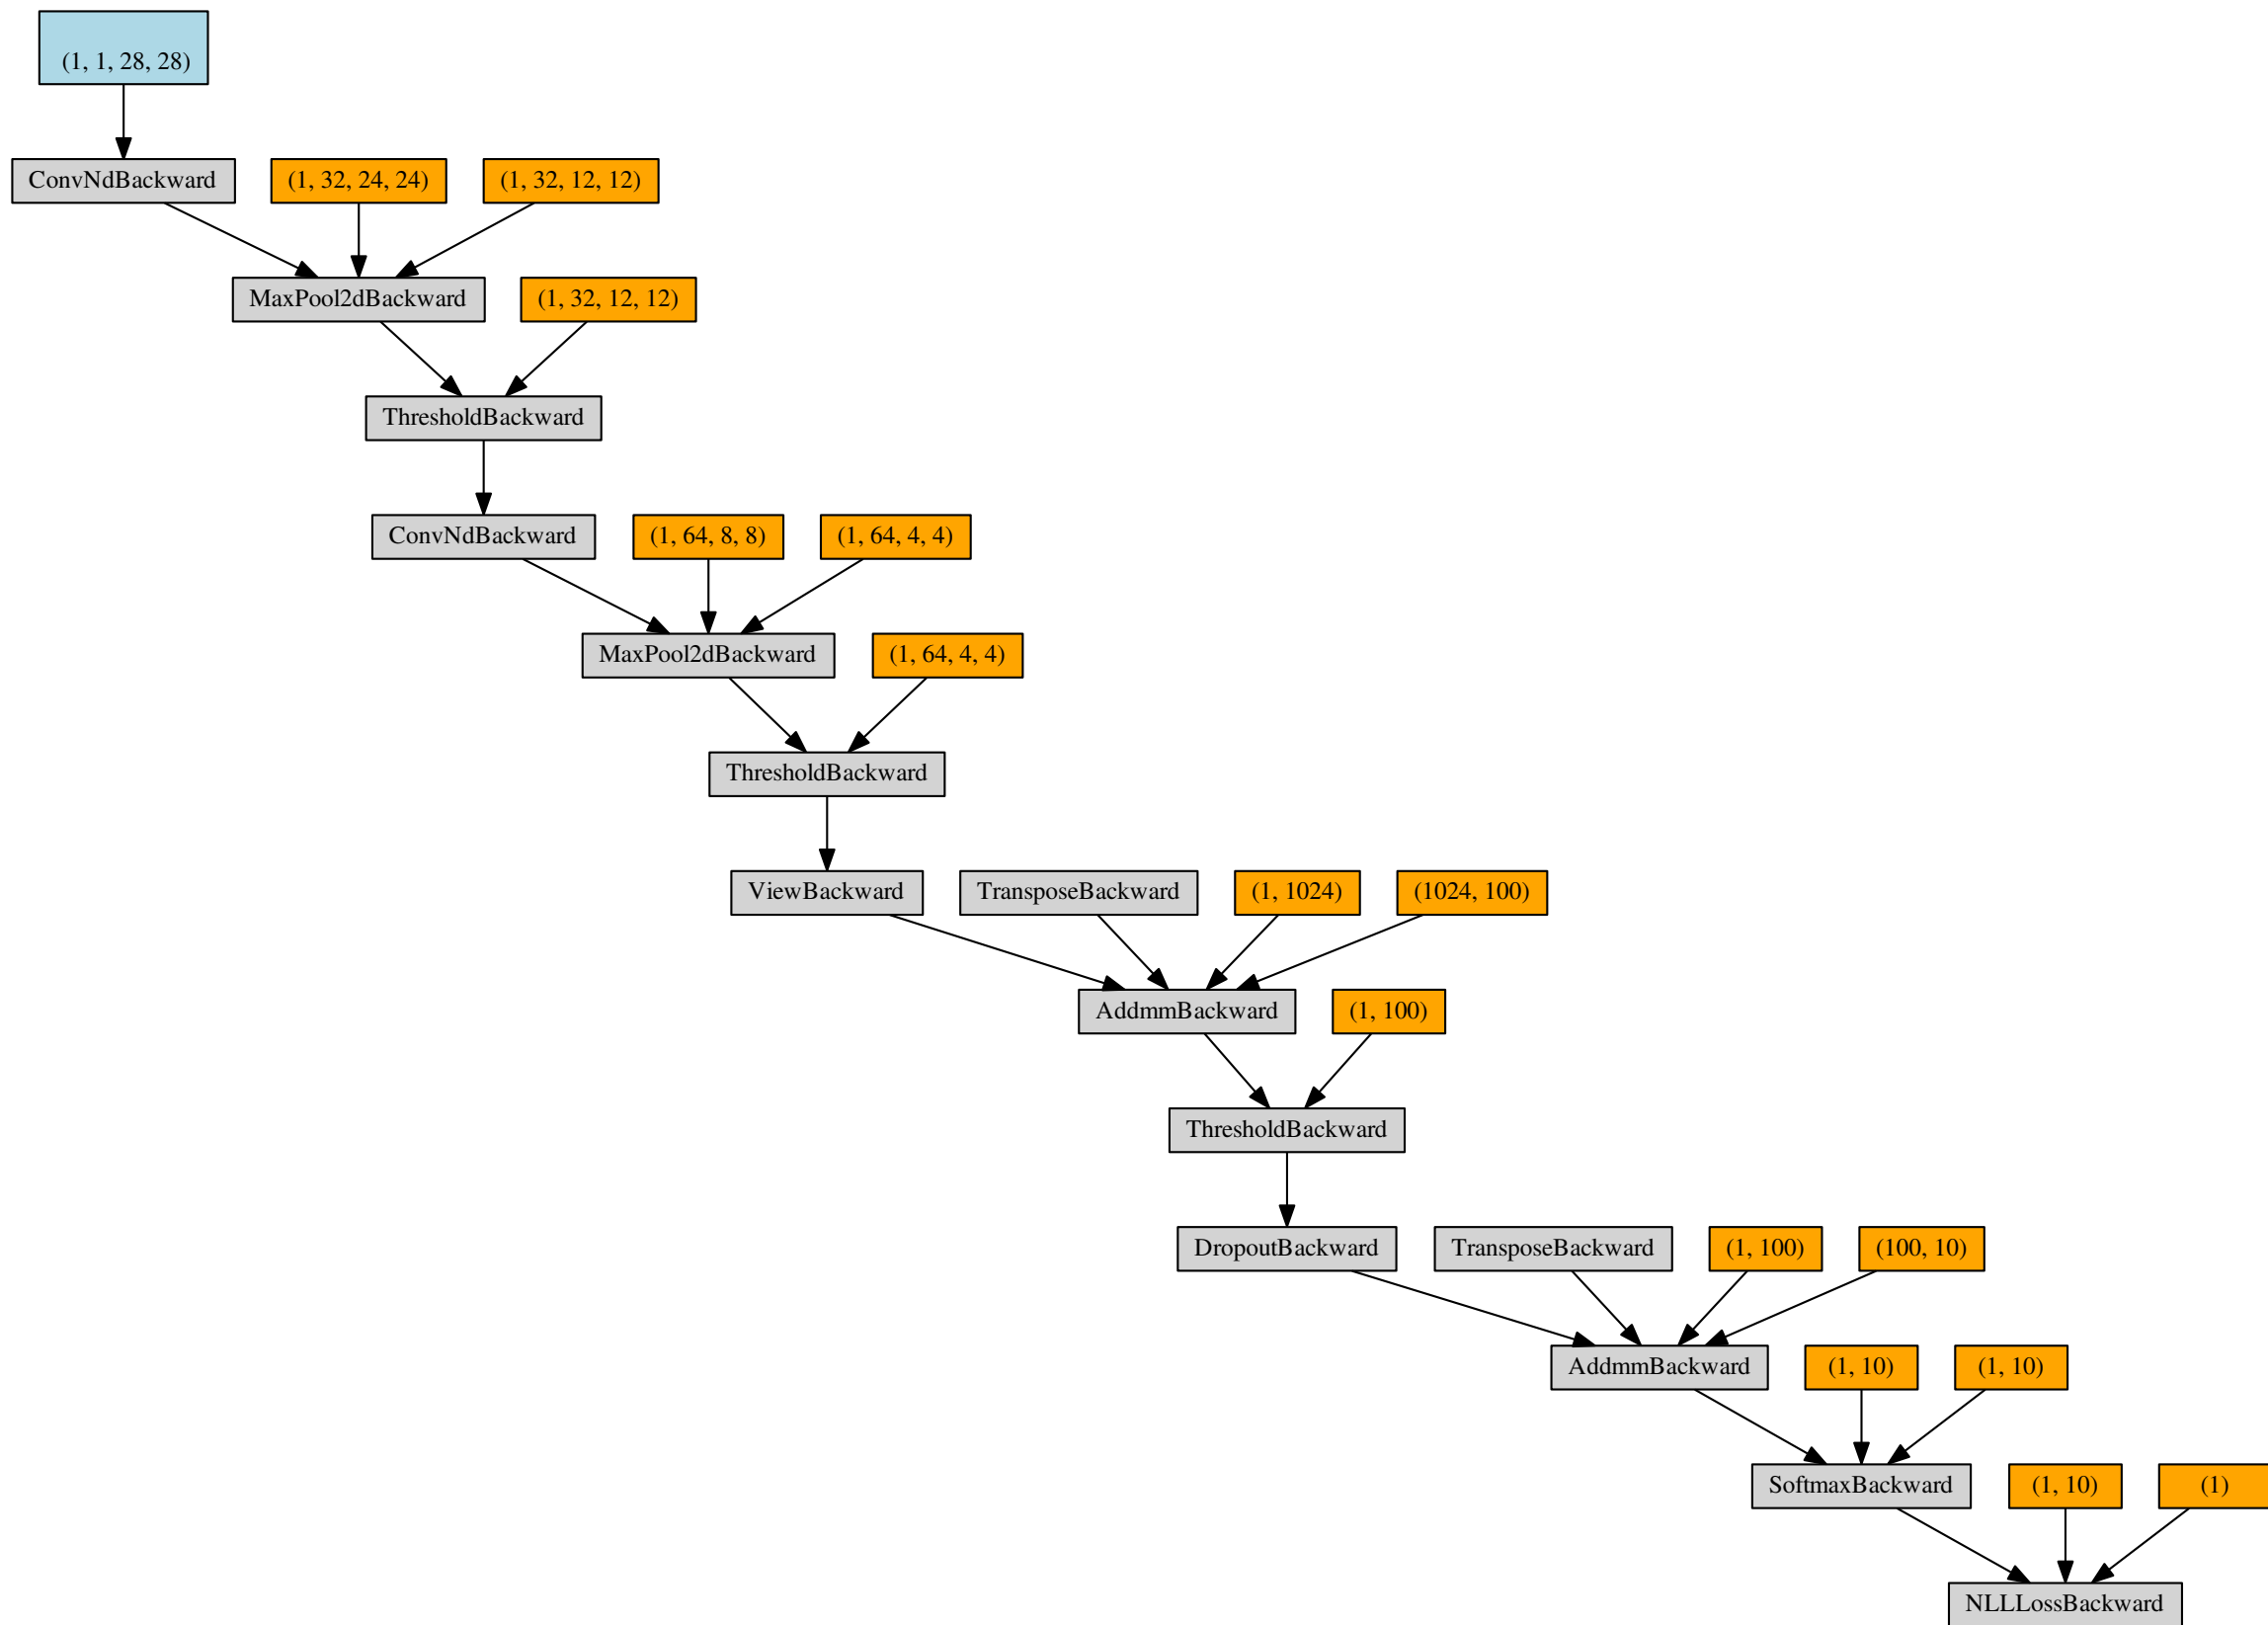 (1, 1, 28, 28)
ConvNdBackward
(1, 32, 24, 24)
(1, 32, 12, 12)
MaxPool2dBackward
(1, 32, 12, 12)
ThresholdBackward
ConvNdBackward
(1, 64, 8, 8)
(1, 64, 4, 4)
MaxPool2dBackward
(1, 64, 4, 4)
ThresholdBackward
ViewBackward
TransposeBackward
(1, 1024)
(1024, 100)
AddmmBackward
(1, 100)
ThresholdBackward
DropoutBackward
TransposeBackward
(1, 100)
(100, 10)
AddmmBackward
(1, 10)
(1, 10)
SoftmaxBackward
(1, 10)
(1)
NLLLossBackward